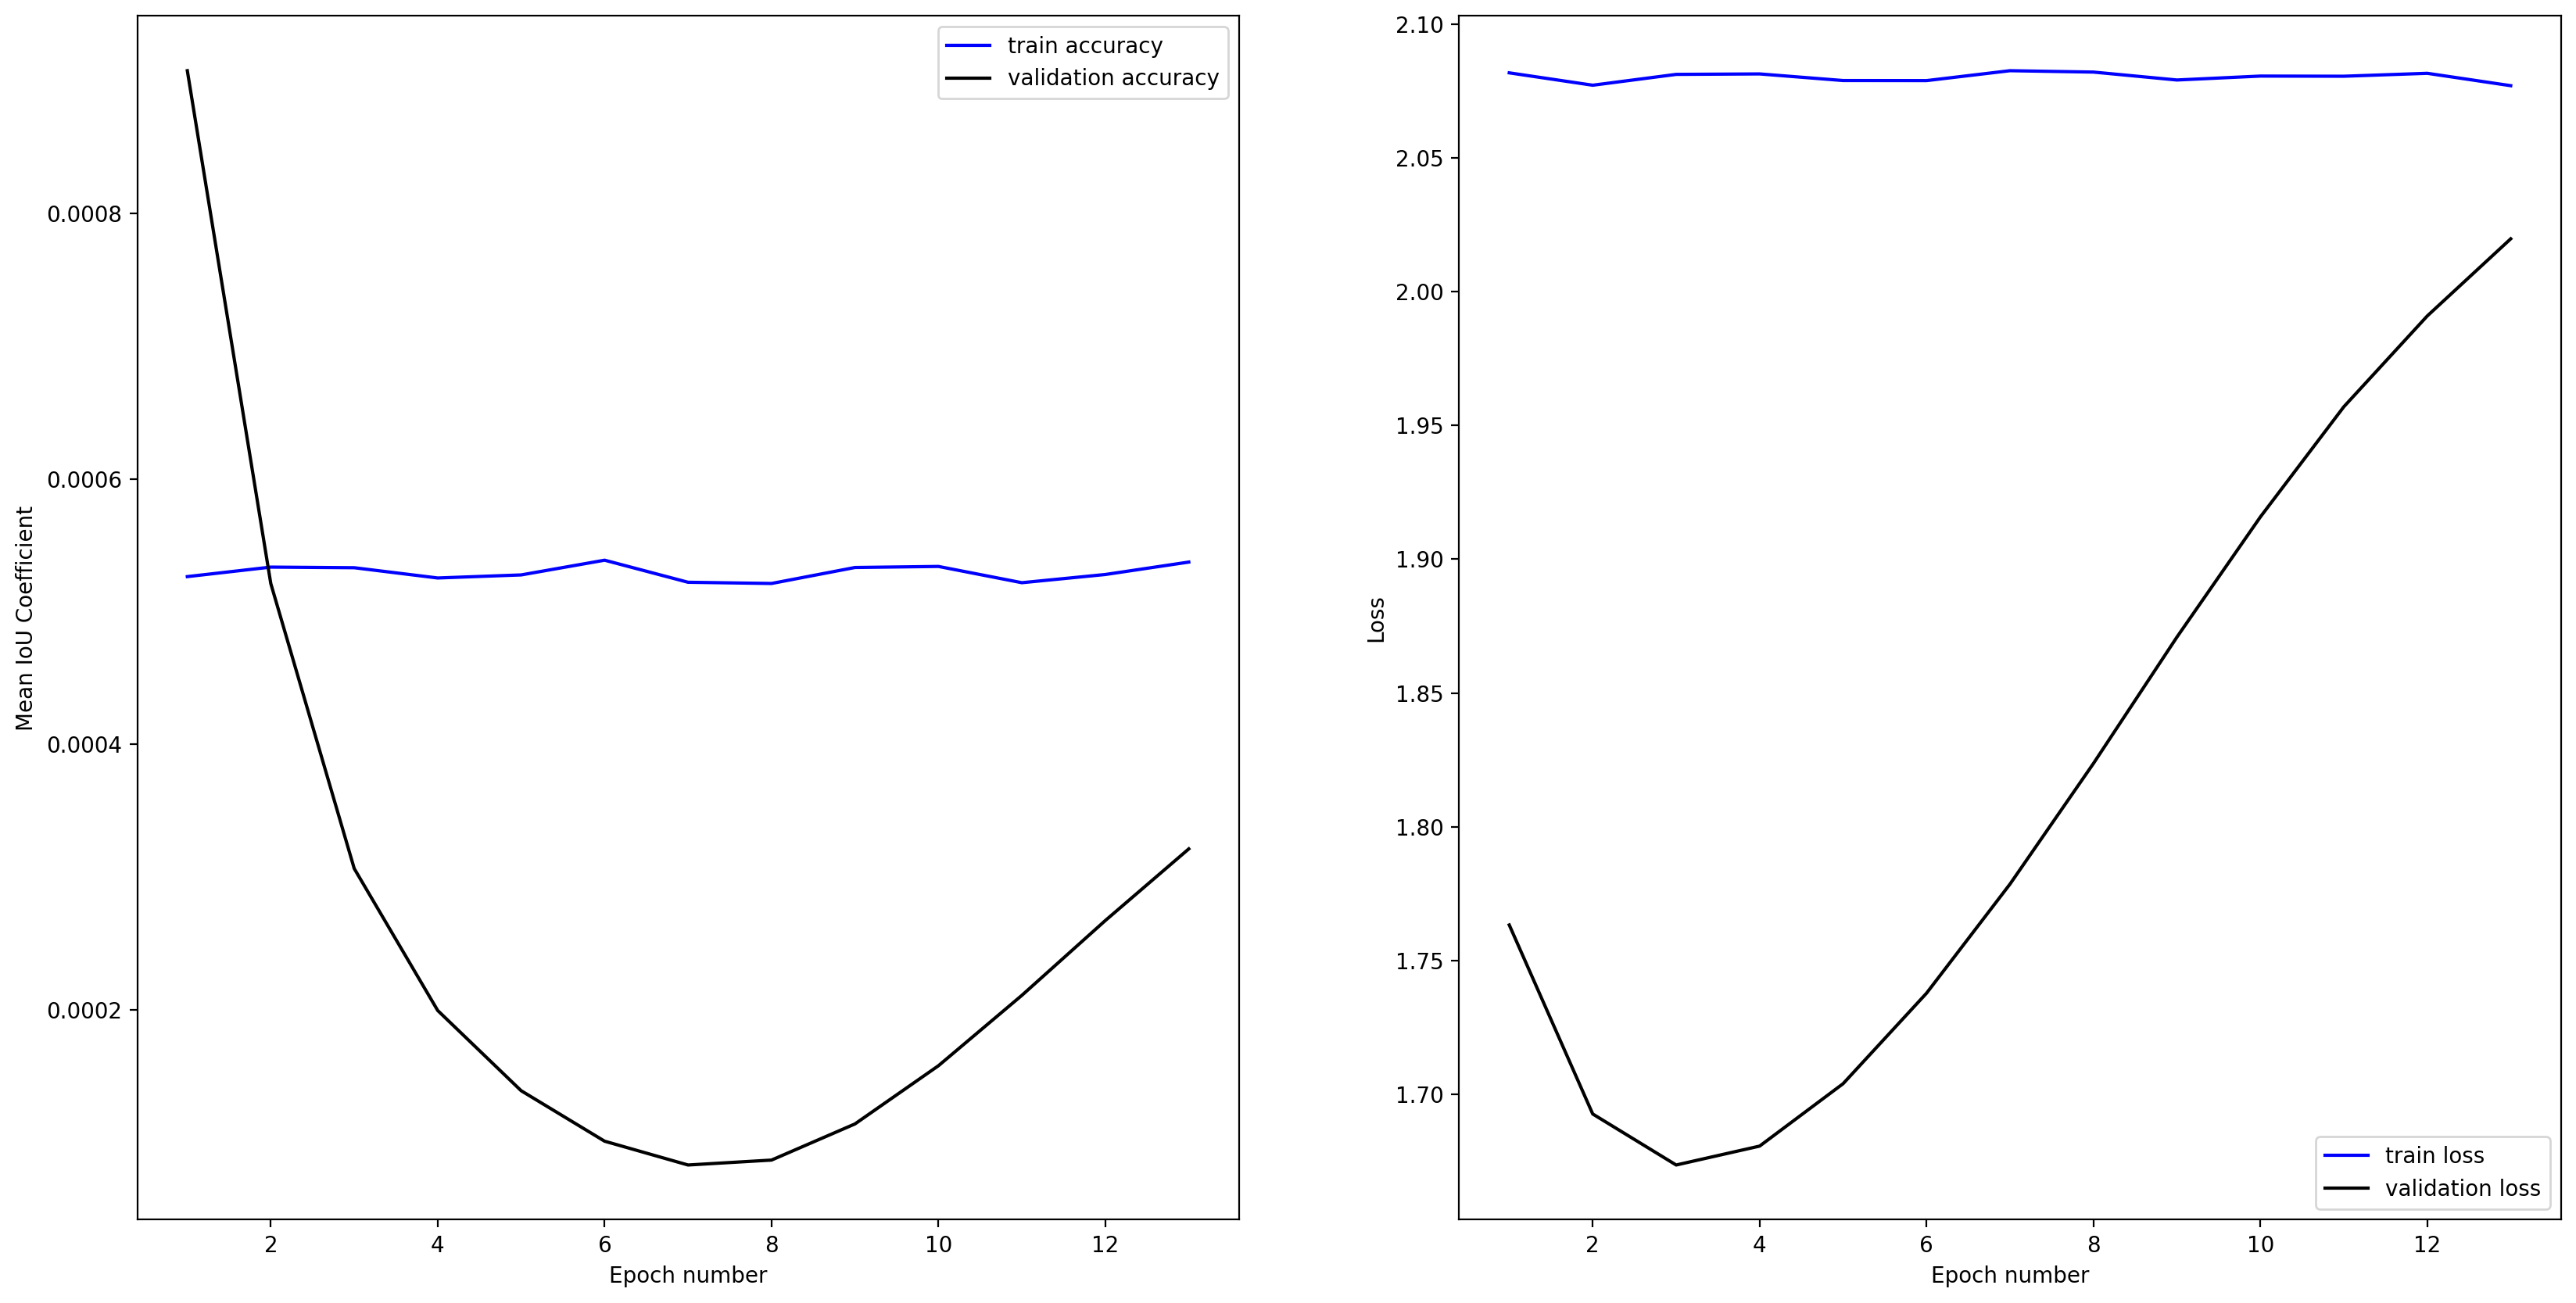 train accuracy
validation accuracy
0.0008
0.0006
0.0004
0.0002
Mean IoU Coefficient
2 4 6 8 10 12
Epoch number
2.10
2.05
2.00
1.95
1.90
1.85
1.80
1.75
1.70
Loss
train loss
validation loss
2 4 6 8 10 12
Epoch number